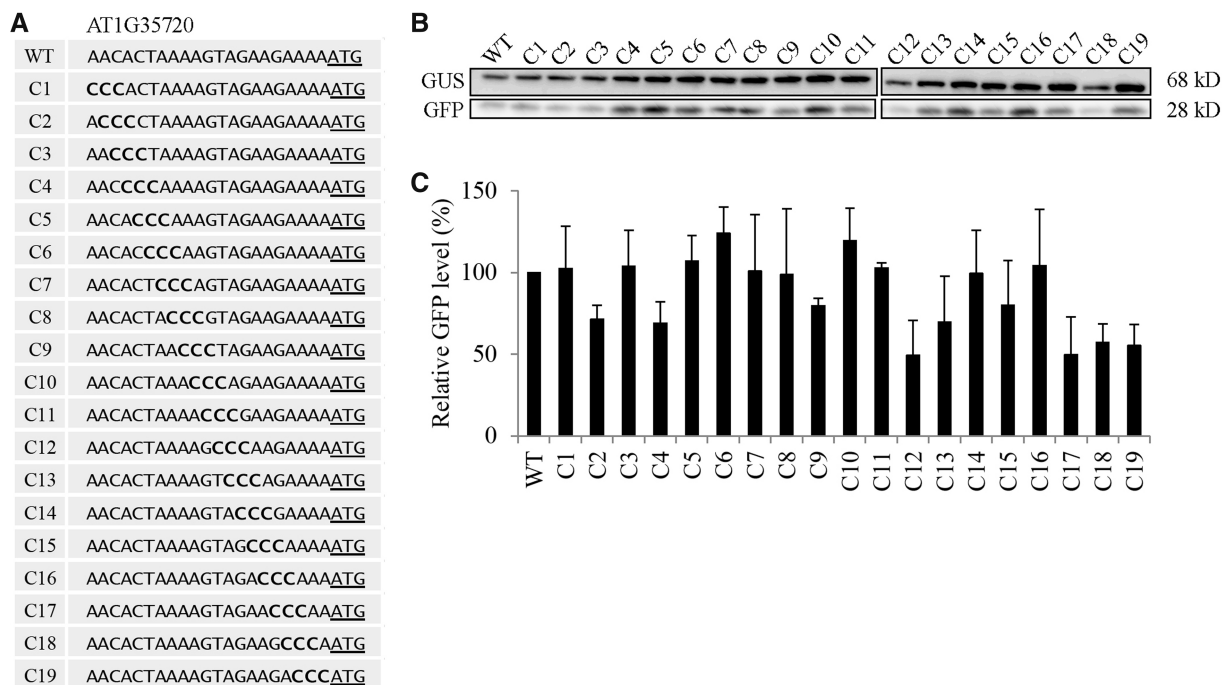 A
AT1G35720
WT AACACTAAAAGTAGAAGAAAAATG
C1 CCCACTAAAAGTAGAAGAAAAATG
C2 ACCCCTAAAAGTAGAAGAAAAATG
C3 AACCCTAAAAGTAGAAGAAAAATG
C4 AACCCCAAAAGTAGAAGAAAAATG
C5 AACACCCAAAGTAGAAGAAAAATG
C6 AACACCCCAAGTAGAAGAAAAATG
C7 AACACTCCCAGTAGAAGAAAAATG
C8 AACACTACCCGTAGAAGAAAAATG
C9 AACACTAACCCTAGAAGAAAAATG
C10 AACACTAAACCCAGAAGAAAAATG
C11 AACACTAAAACCCGAAGAAAAATG
C12 AACACTAAAAGCCCAAGAAAAATG
C13 AACACTAAAAGTCCCAGAAAAATG
C14 AACACTAAAAGTACCCGAAAAATG
C15 AACACTAAAAGTAGCCCAAAAATG
C16 AACACTAAAAGTAGACCCAAAATG
C17 AACACTAAAAGTAGAACCCAAATG
C18 AACACTAAAAGTAGAAGCCCAATG
C19 AACACTAAAAGTAGAAGACCCATG
B
WT C1 C2 C3 C4 C5 C6 C7 C8 C9 C10 C11 C12 C13 C14 C15 C16 C17 C18 C19
GUS 68 kD
GFP 28 kD
C
Relative GFP level (%)
150
100
50
0
WT C1 C2 C3 C4 C5 C6 C7 C8 C9 C10 C11 C12 C13 C14 C15 C16 C17 C18 C19